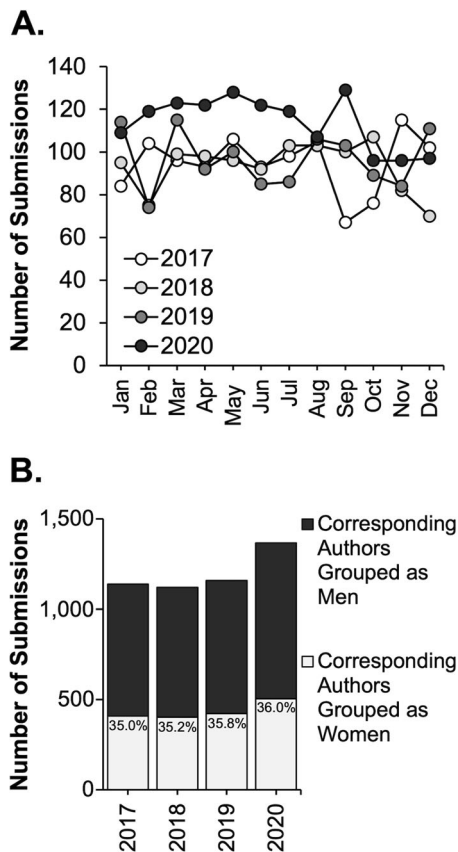 A.
Number of Submissions
140
120
100
80
60
40
20
0
2017
2018
2019
2020
Jan
Feb
Mar
Apr
May
Jun
Jul
Aug
Sep
Oct
Nov
Dec
B.
Number of Submissions
1,500
1,000
500
0
35.0%
35.2%
35.8%
36.0%
2017
2018
2019
2020
Corresponding
Authors
Grouped as
Men
Corresponding
Authors
Grouped as
Women